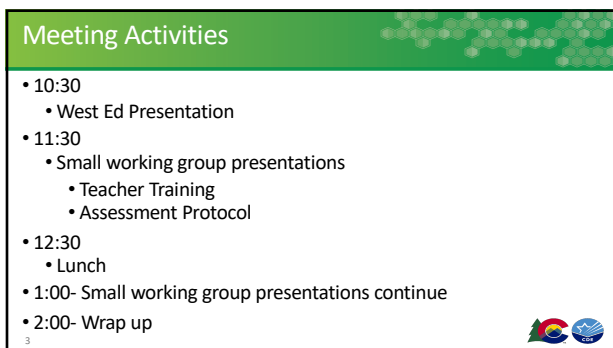 Meeting Activities
• 10:30
• West Ed Presentation
• 11:30
• Small working group presentations
• Teacher Training
• Assessment Protocol
• 12:30
• Lunch
• 1:00- Small working group presentations continue
• 2:00- Wrap up
3
CDE